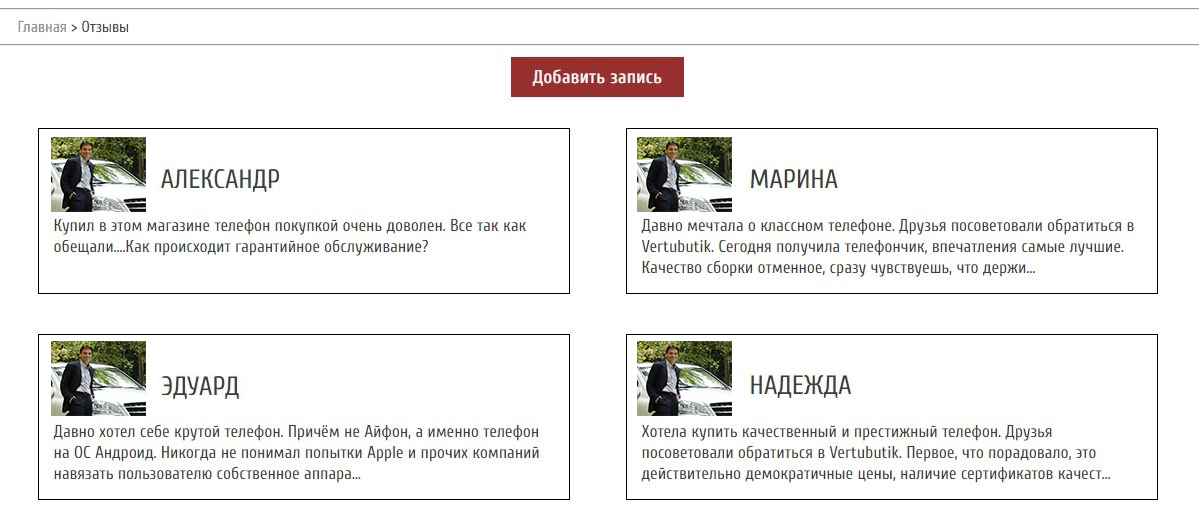 Главная > Отзывы
Добавить запись
АЛЕКСАНДР
Купил в этом магазине телефон покупкой очень доволен. Все так как
обещали....Как происходит гарантийное обслуживание?
МАРИНА
Давно мечтала о классном телефоне. Друзья посоветовали обратиться в
Vertubutik. Сегодня получила телефончик, впечатления самые лучшие.
Качество сборки отменное, сразу чувствуешь, что держи...
ЭДУАРД
Давно хотел себе крутой телефон. Причём не Айфон, а именно телефон
на ОС Андроид. Никогда не понимал попытки Apple и прочих компаний
навязать пользователю собственное аппара...
НАДЕЖДА
Хотела купить качественный и престижный телефон. Друзья
посоветовали обратиться в Vertubutik. Первое, что порадовало, это
действительно демократичные цены, наличие сертификатов качест...